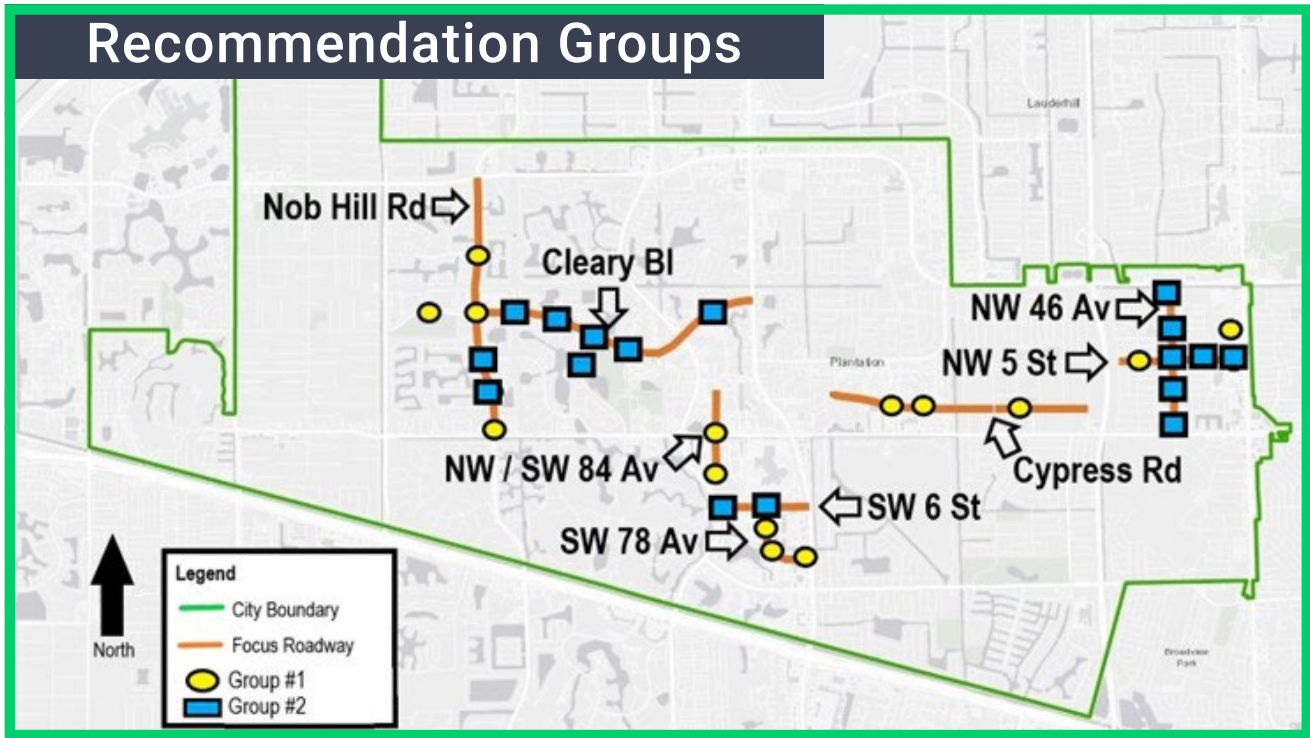 Recommendation Groups
Lauderhill
Nob Hill Rd
Cleary Bl
NW 46 Av
NW 5 St
Plantation
NW / SW 84 Av
Cypress Rd
SW 6 St
SW 78 Av
Legend
City Boundary
Focus Roadway
Group #1
Group #2
North
Broadview
Park